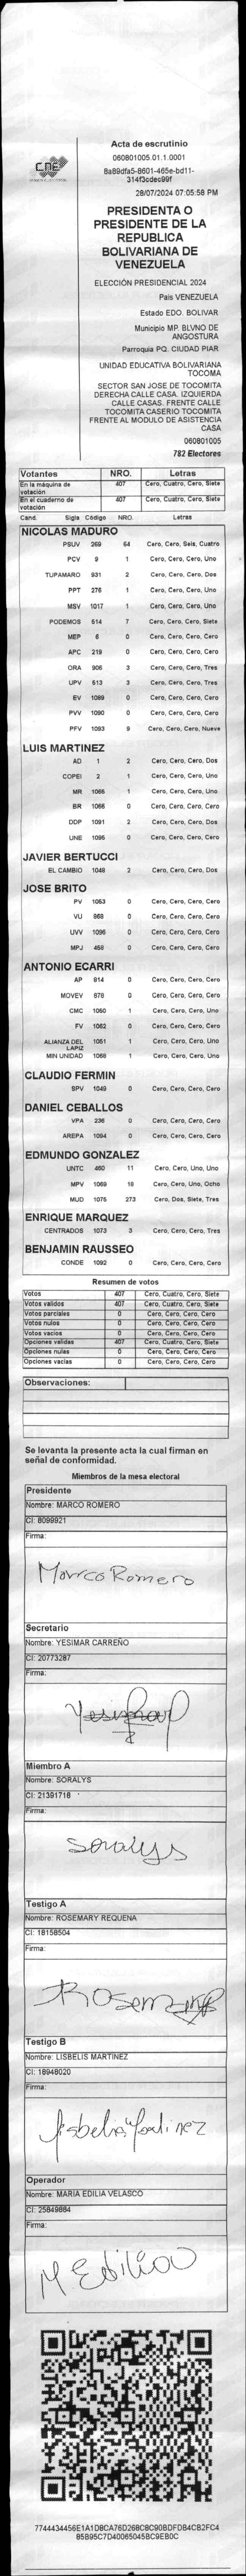 cne
Acta de escrutinio
060801005.01.1.0001
8a89dfa5-8601-465e-bd11-
314f3cdec99f
28/07/2024 07:05:58 PM
PRESIDENTA O
PRESIDENTE DE LA
REPUBLICA
BOLIVARIANA DE
VENEZUELA
ELECCIÓN PRESIDENCIAL 2024
Pais VENEZUELA
Estado EDO. BOLIVAR
Municipio MP. BLVNO DE
ANGOSTURA
Parroquia PQ. CIUDAD PIAR
UNIDAD EDUCATIVA BOLIVARIANA
TOCOMA
SECTOR SAN JOSE DE TOCOMITA
DERECHA CALLE CASA. IZQUIERDA
CALLE CASAS. FRENTE CALLE
TOCOMITA CASERIO TOCOMITA
FRENTE AL MODULO DE ASISTENCIA
CASA
060801005
782 Electores
Votantes NRO. Letras
En la máquina de votación 407 Cero, Cuatro, Cero, Siete
En el cuaderno de votación 407 Cero, Cuatro, Cero, Siete
Cand. Sigla Código NRO. Letras
NICOLAS MADURO
PSUV 269 64 Cero, Cero, Seis, Cuatro
PCV 9 1 Cero, Cero, Cero, Uno
TUPAMARO 931 2 Cero, Cero, Cero, Dos
PPT 276 1 Cero, Cero, Cero, Uno
MSV 1017 1 Cero, Cero, Cero, Uno
PODEMOS 514 7 Cero, Cero, Cero, Siete
MEP 6 0 Cero, Cero, Cero, Cero
APC 219 0 Cero, Cero, Cero, Cero
ORA 906 3 Cero, Cero, Cero, Tres
UPV 513 3 Cero, Cero, Cero, Tres
EV 1089 0 Cero, Cero, Cero, Cero
PVV 1090 0 Cero, Cero, Cero, Cero
PFV 1093 9 Cero, Cero, Cero, Nueve
LUIS MARTINEZ
AD 1 2 Cero, Cero, Cero, Dos
COPEI 2 1 Cero, Cero, Cero, Uno
MR 1065 1 Cero, Cero, Cero, Uno
BR 1066 0 Cero, Cero, Cero, Cero
DDP 1091 2 Cero, Cero, Cero, Dos
UNE 1095 0 Cero, Cero, Cero, Cero
JAVIER BERTUCCI
EL CAMBIO 1048 2 Cero, Cero, Cero, Dos
JOSE BRITO
PV 1053 0 Cero, Cero, Cero, Cero
VU 868 0 Cero, Cero, Cero, Cero
UVV 1096 0 Cero, Cero, Cero, Cero
MPJ 458 0 Cero, Cero, Cero, Cero
ANTONIO ECARRI
AP 814 0 Cero, Cero, Cero, Cero
MOVEV 878 0 Cero, Cero, Cero, Cero
CMC 1060 1 Cero, Cero, Cero, Uno
FV 1062 0 Cero, Cero, Cero, Cero
ALIANZA DEL LAPIZ 1051 1 Cero, Cero, Cero, Uno
MIN UNIDAD 1068 1 Cero, Cero, Cero, Uno
CLAUDIO FERMIN
SPV 1049 0 Cero, Cero, Cero, Cero
DANIEL CEBALLOS
VPA 236 0 Cero, Cero, Cero, Cero
AREPA 1094 0 Cero, Cero, Cero, Cero
EDMUNDO GONZALEZ
UNTC 460 11 Cero, Cero, Uno, Uno
MPV 1069 18 Cero, Cero, Uno, Ocho
MUD 1075 273 Cero, Dos, Siete, Tres
ENRIQUE MARQUEZ
CENTRADOS 1073 3 Cero, Cero, Cero, Tres
BENJAMIN RAUSSEO
CONDE 1092 0 Cero, Cero, Cero, Cero
Resumen de votos
Votos 407 Cero, Cuatro, Cero, Siete
Votos validos 407 Cero, Cuatro, Cero, Siete
Votos parciales 0 Cero, Cero, Cero, Cero
Votos nulos 0 Cero, Cero, Cero, Cero
Votos vacios 0 Cero, Cero, Cero, Cero
Opciones validas 407 Cero, Cuatro, Cero, Siete
Opciones nulas 0 Cero, Cero, Cero, Cero
Opciones vacias 0 Cero, Cero, Cero, Cero
Observaciones:
Se levanta la presente acta la cual firman en
señal de conformidad.
Miembros de la mesa electoral
Presidente
Nombre: MARCO ROMERO
CI: 8099921
Firma:
Marco Romero
Secretario
Nombre: YESIMAR CARREÑO
CI: 20773287
Firma:
Miembro A
Nombre: SORALYS
CI: 21391718
Firma:
Soralys
Testigo A
Nombre: ROSEMARY REQUENA
CI: 18158504
Firma:
Testigo B
Nombre: LISBELIS MARTINEZ
CI: 18948020
Firma:
Operador
Nombre: MARIA EDILIA VELASCO
CI: 25849884
Firma:
M Edilia
7744434456E1A1D8CA76D268C8C90BDFDB4CB2FC4
85B95C7D40065045BC9EB0C